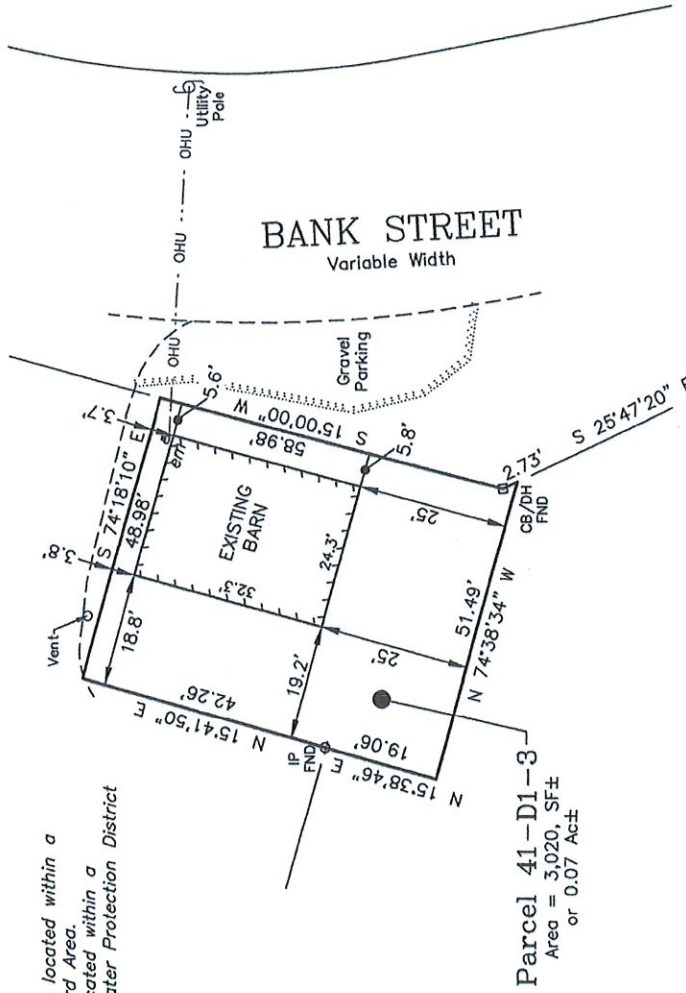 located within a
rd Area.
cated within a
ater Protection District
Utility
Pole
OHU
OHU
OHU
OHU
BANK STREET
Variable Width
Gravel
Parking
Vent
3.8'
S 74°18'10" E
3.7'
48.98'
5.6'
em
18.8'
EXISTING
BARN
S 15°00'00" W
58.98'
32.3'
24.3'
5.8'
N 15°41'50" E
42.26'
19.2'
25'
25'
IP
FND
N 15°38'46" E
19.06'
51.49'
N 74°38'34" W
CB/DH
FND
2.73'
S 25°47'20" E
Parcel 41-D1-3
Area = 3,020, SF±
or 0.07 Ac±